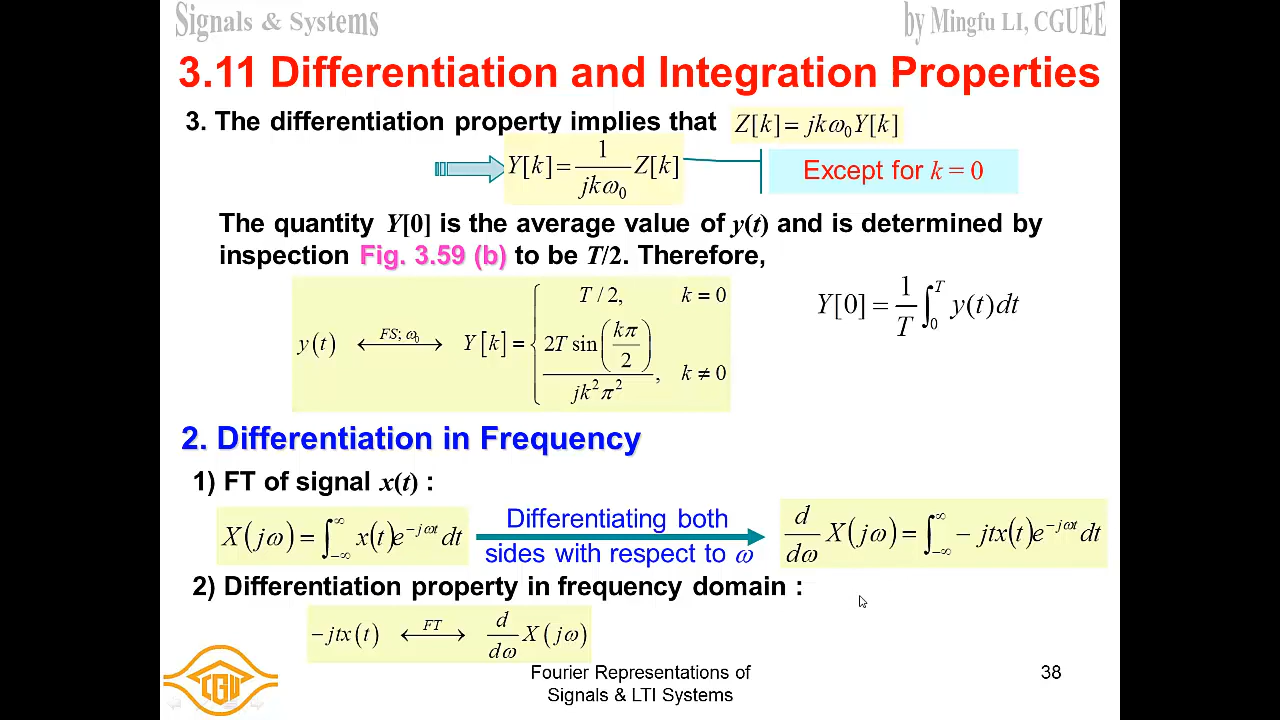 Signals & Systems
by Mingfu LI, CGUEE
3.11 Differentiation and Integration Properties
3. The differentiation property implies that Z[k] = jkω₀Y[k]
Y[k] = 1/(jkω₀) Z[k]
Except for k = 0
The quantity Y[0] is the average value of y(t) and is determined by
inspection Fig. 3.59 (b) to be T/2. Therefore,
Y[0] = 1/T ∫₀ᵀ y(t)dt
y(t) ←FS; ω₀→ Y[k] = { T / 2, k = 0
2T sin(kπ/2) / (jk²π²), k ≠ 0
2. Differentiation in Frequency
1) FT of signal x(t) :
X(jω) = ∫₋∞^∞ x(t)e^(−jωt) dt
Differentiating both
sides with respect to ω
d/dω X(jω) = ∫₋∞^∞ − jtx(t)e^(−jωt) dt
2) Differentiation property in frequency domain :
−jtx(t) ←FT→ d/dω X(jω)
CGU
Fourier Representations of
Signals & LTI Systems
38